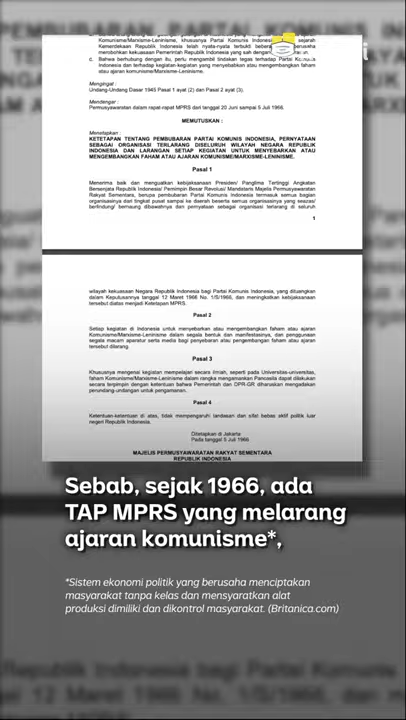 Komunisme/Marxisme-Leninisme, khususnya Partai Komunis Indonesia sejarah
Kemerdekaan Republik Indonesia telah nyata-nyata terbukti beberapa berusaha
merobohkan kekuasaan Pemerintah Republik Indonesia yang sah dengan
c. Bahwa berhubung dengan itu, perlu mengambil tindakan tegas terhadap Partai
Indonesia dan terhadap kegiatan-kegiatan yang menyebarkan atau mengembangkan faham
atau ajaran komunisme/Marxisme-Leninisme.
Mengingat :
Undang-Undang Dasar 1945 Pasal 1 ayat (2) dan Pasal 2 ayat (3).
Mendengar :
Permusyawaratan dalam rapat-rapat MPRS dari tanggal 20 Juni sampai 5 Juli 1966.
MEMUTUSKAN :
Menetapkan :
KETETAPAN TENTANG PEMBUBARAN PARTAI KOMUNIS INDONESIA, PERNYATAAN
SEBAGAI ORGANISASI TERLARANG DISELURUH WILAYAH NEGARA REPUBLIK
INDONESIA DAN LARANGAN SETIAP KEGIATAN UNTUK MENYEBARKAN ATAU
MENGEMBANGKAN FAHAM ATAU AJARAN KOMUNISME/MARXISME-LENINISME.
Pasal 1
Menerima baik dan menguatkan kebijaksanaan Presiden/ Panglima Tertinggi Angkatan
Bersenjata Republik Indonesia/ Pemimpin Besar Revolusi/ Mandataris Majelis Permusyawaratan
Rakyat Sementara, berupa pembubaran Partai Komunis Indonesia termasuk semua bagian
organisasinya dari tingkat pusat sampai ke daerah beserta semua organisasi yang seazas/
berlindung/ bernaung dibawahnya dan pernyataan sebagai organisasi terlarang di seluruh
1
wilayah kekuasaan Negara Republik Indonesia bagi Partai Komunis Indonesia, yang dituangkan
dalam Keputusannya tanggal 12 Maret 1966 No. 1/3/1966, dan meningkatkan kebijaksanaan
tersebut diatas menjadi Ketetapan MPRS.
Pasal 2
Setiap kegiatan di Indonesia untuk menyebarkan atau mengembangkan faham atau ajaran
Komunisme/Marxisme-Leninisme dalam segala bentuk dan manifestasinya, dan penggunaan
segala macam aparatur serta media bagi penyebaran atau pengembangan faham atau ajaran
tersebut dilarang.
Pasal 3
Khususnya mengenai kegiatan mempelajari secara ilmiah, seperti pada Universitas-universitas,
faham Komunisme/Marxisme-Leninisme dalam rangka mengamankan Pancasila dapat dilakukan
secara terpimpin dengan ketentuan bahwa Pemerintah dan DPR-GR diharuskan mengadakan
perundang-undangan untuk pengamanan.
Pasal 4
Ketentuan-ketentuan di atas, tidak mempengaruhi landasan dan sifat bebas aktif politik luar
negeri Republik Indonesia.
Ditetapkan di Jakarta
Pada tanggal 5 Juli 1966
MAJELIS PERMUSYAWARATAN RAKYAT SEMENTARA
REPUBLIK INDONESIA
Sebab, sejak 1966, ada
TAP MPRS yang melarang
ajaran komunisme*,
*Sistem ekonomi politik yang berusaha menciptakan
masyarakat tanpa kelas dan mensyaratkan alat
produksi dimiliki dan dikontrol masyarakat. (Britanica.com)